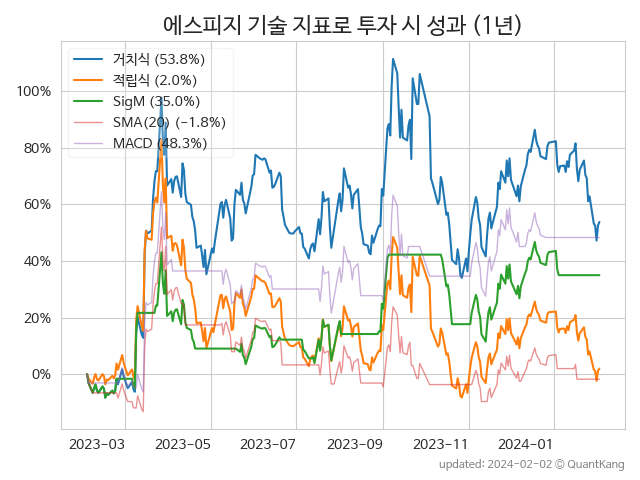 에스피지 기술 지표로 투자 시 성과 (1년)
거치식 (53.8%)
적립식 (2.0%)
SigM (35.0%)
SMA(20) (−1.8%)
MACD (48.3%)
100%
80%
60%
40%
20%
0%
2023−03 2023−05 2023−07 2023−09 2023−11 2024−01
updated: 2024-02-02 © QuantKang